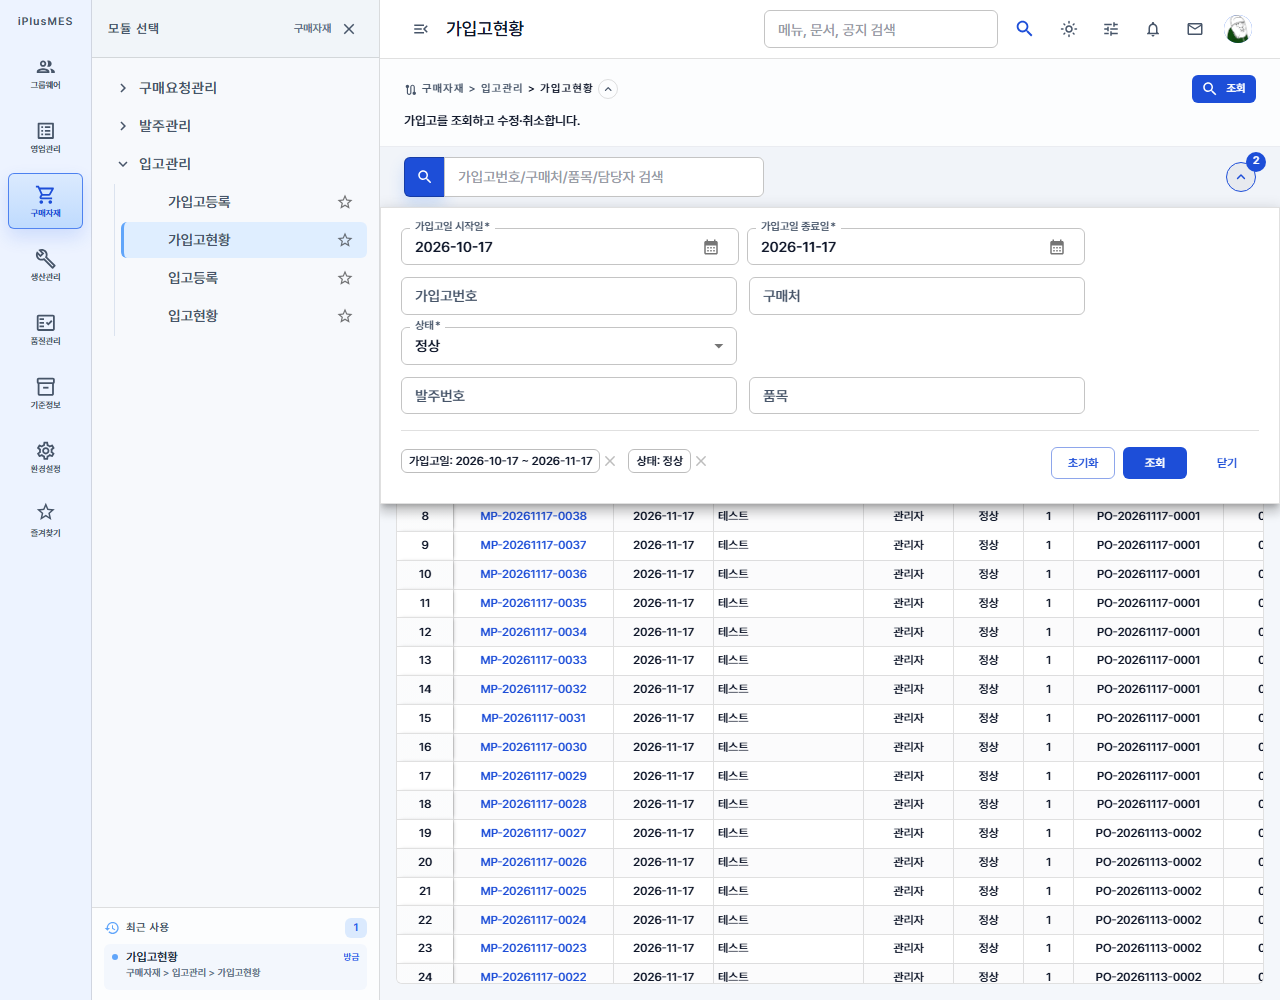 iPlusMES
그룹웨어
영업관리
구매자재
생산관리
품질관리
기준정보
환경설정
즐겨찾기
모듈 선택
구매자재
구매요청관리
발주관리
입고관리
가입고등록
가입고현황
입고등록
입고현황
최근 사용
1
가입고현황
방금
구매자재 > 입고관리 > 가입고현황
가입고현황
메뉴, 문서, 공지 검색
구매자재 > 입고관리 > 가입고현황
조회
가입고를 조회하고 수정·취소합니다.
가입고번호/구매처/품목/담당자 검색
2
가입고일 시작일*
2026-10-17
가입고일 종료일*
2026-11-17
가입고번호
구매처
상태*
정상
발주번호
품목
가입고일: 2026-10-17 ~ 2026-11-17
상태: 정상
초기화
조회
닫기
8 MP-20261117-0038 2026-11-17 테스트 관리자 정상 1 PO-20261117-0001
9 MP-20261117-0037 2026-11-17 테스트 관리자 정상 1 PO-20261117-0001
10 MP-20261117-0036 2026-11-17 테스트 관리자 정상 1 PO-20261117-0001
11 MP-20261117-0035 2026-11-17 테스트 관리자 정상 1 PO-20261117-0001
12 MP-20261117-0034 2026-11-17 테스트 관리자 정상 1 PO-20261117-0001
13 MP-20261117-0033 2026-11-17 테스트 관리자 정상 1 PO-20261117-0001
14 MP-20261117-0032 2026-11-17 테스트 관리자 정상 1 PO-20261117-0001
15 MP-20261117-0031 2026-11-17 테스트 관리자 정상 1 PO-20261117-0001
16 MP-20261117-0030 2026-11-17 테스트 관리자 정상 1 PO-20261117-0001
17 MP-20261117-0029 2026-11-17 테스트 관리자 정상 1 PO-20261117-0001
18 MP-20261117-0028 2026-11-17 테스트 관리자 정상 1 PO-20261117-0001
19 MP-20261117-0027 2026-11-17 테스트 관리자 정상 1 PO-20261113-0002
20 MP-20261117-0026 2026-11-17 테스트 관리자 정상 1 PO-20261113-0002
21 MP-20261117-0025 2026-11-17 테스트 관리자 정상 1 PO-20261113-0002
22 MP-20261117-0024 2026-11-17 테스트 관리자 정상 1 PO-20261113-0002
23 MP-20261117-0023 2026-11-17 테스트 관리자 정상 1 PO-20261113-0002
24 MP-20261117-0022 2026-11-17 테스트 관리자 정상 1 PO-20261113-0002